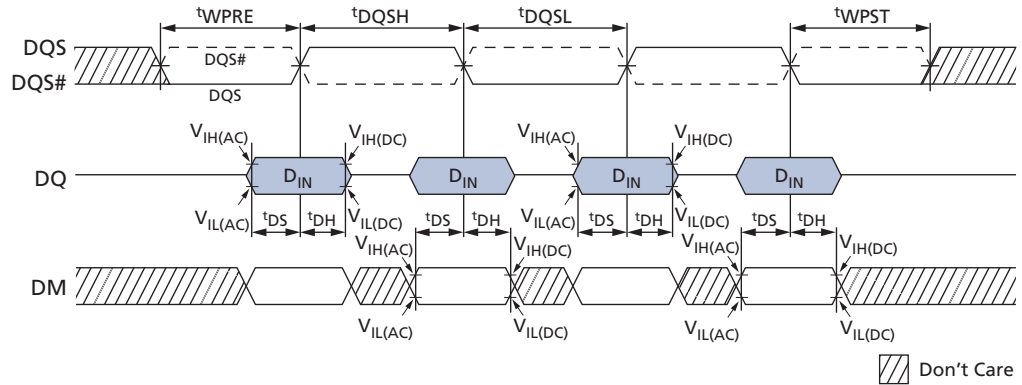 tWPRE tDQSH tDQSL tWPST
DQS
DQS#
DQS#
DQS
VIH(AC) VIH(DC) VIH(AC) VIH(DC)
DQ DIN DIN DIN DIN
VIL(AC) VIL(DC) VIL(AC) VIL(DC)
tDS tDH tDS tDH tDS tDH tDS tDH
VIH(AC) VIH(DC) VIH(AC) VIH(DC)
DM
VIL(AC) VIL(DC) VIL(AC) VIL(DC)
Don't Care